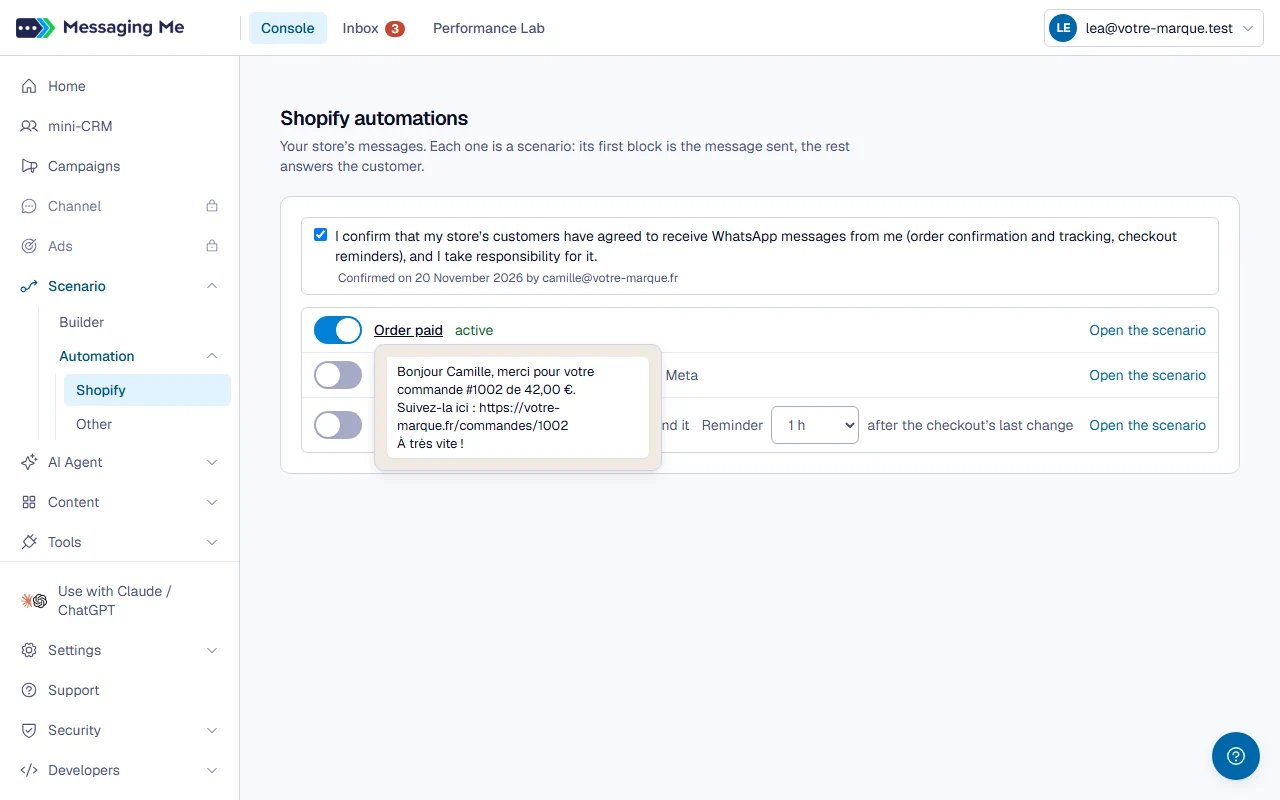 Messaging Me
Console
Inbox 3
Performance Lab
LE lea@votre-marque.test
Home
mini-CRM
Campaigns
Channel
Ads
Scenario
Builder
Automation
Shopify
Other
AI Agent
Content
Tools
Use with Claude /
ChatGPT
Settings
Support
Security
Developers
Shopify automations
Your store's messages. Each one is a scenario: its first block is the message sent, the rest
answers the customer.
I confirm that my store's customers have agreed to receive WhatsApp messages from me (order confirmation and tracking, checkout
reminders), and I take responsibility for it.
Confirmed on 20 November 2026 by camille@votre-marque.fr
Order paid active Open the scenario
Bonjour Camille, merci pour votre
commande #1002 de 42,00 €.
Suivez-la ici : https://votre-
marque.fr/commandes/1002
À très vite !
Meta Open the scenario
it Reminder 1 h after the checkout's last change Open the scenario